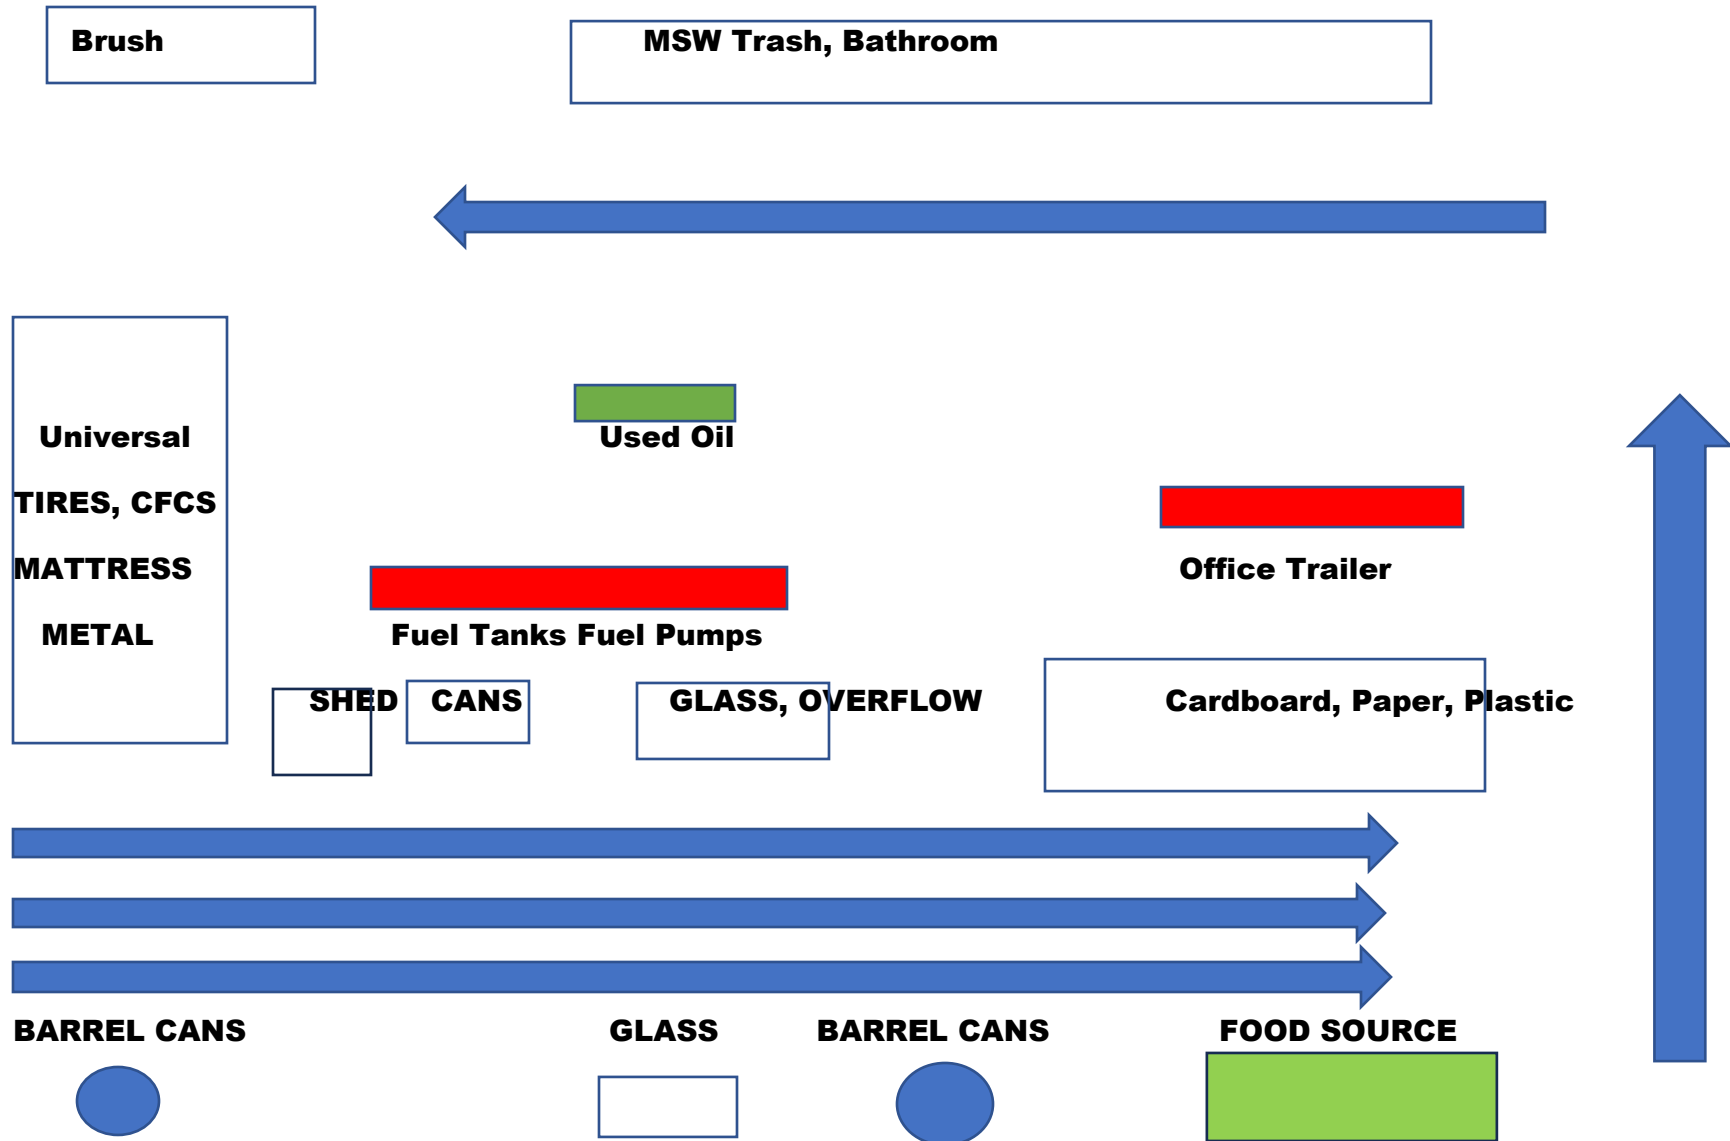 Brush MSW Trash, Bathroom
Universal Used Oil
TIRES, CFCS
MATTRESS Office Trailer
METAL Fuel Tanks Fuel Pumps
SHED CANS GLASS, OVERFLOW Cardboard, Paper, Plastic
BARREL CANS GLASS BARREL CANS FOOD SOURCE